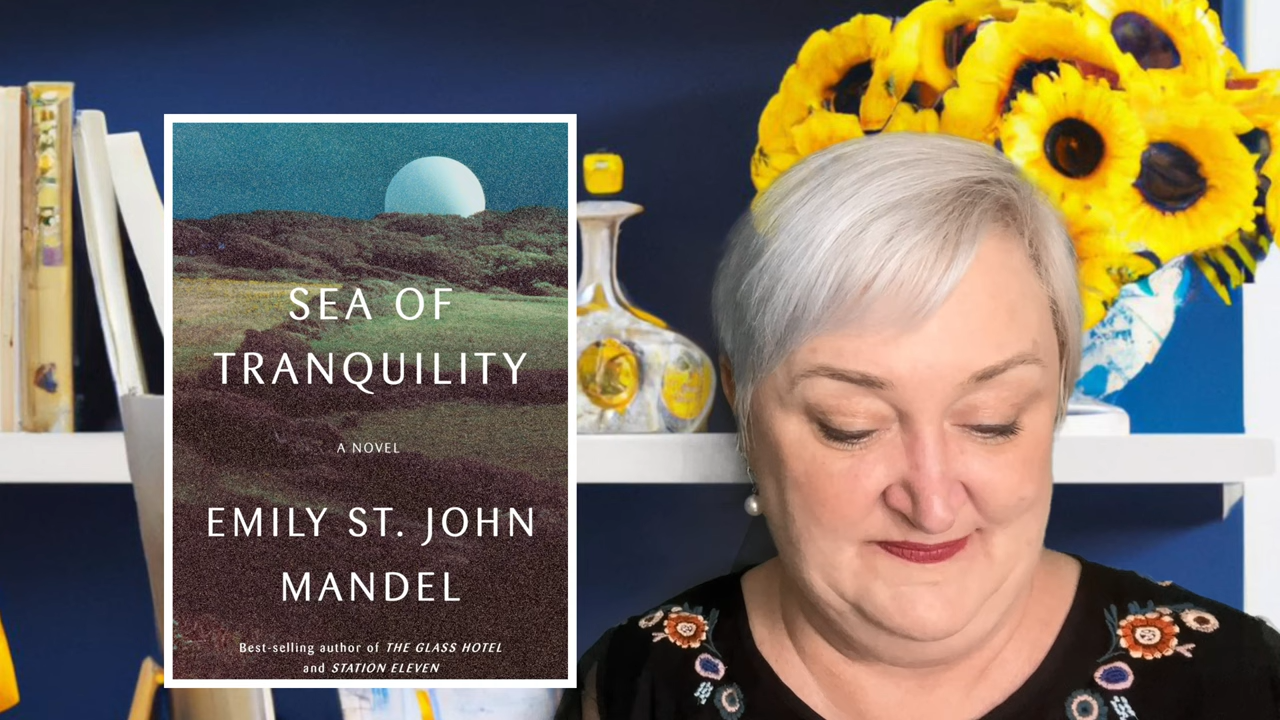 SEA OF
TRANQUILITY
A NOVEL
EMILY ST. JOHN
MANDEL
Best-selling author of THE GLASS HOTEL
and STATION ELEVEN